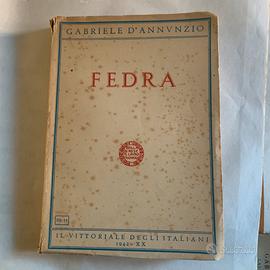 GABRIELE D'ANNVNZIO
FEDRA
IL VITTORIALE DEGLI ITALIANI
1942-XX